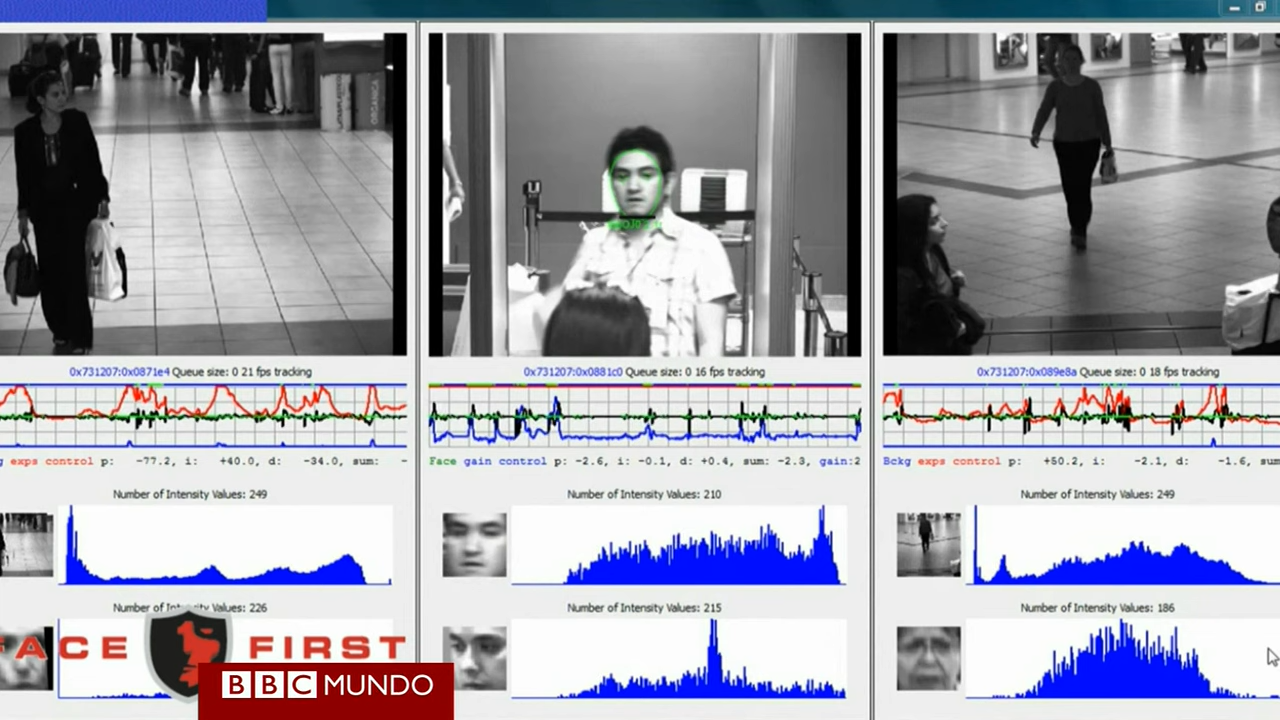 0x731207:0x0871e4 Queue size: 0 21 fps tracking
0x731207:0x0881c0 Queue size: 0 16 fps tracking
0x731207:0x089e8a Queue size: 0 18 fps tracking
g exps control p: -77.2, i: +40.0, d: -34.0, sum: -
Face gain control p: -2.6, i: -0.1, d: +0.4, sum: -2.3, gain:2
Bckg exps control p: +50.2, i: -2.1, d: -1.6, sum
Number of Intensity Values: 249
Number of Intensity Values: 210
Number of Intensity Values: 249
Number of Intensity Values: 226
Number of Intensity Values: 215
Number of Intensity Values: 186
FACE FIRST
BBC MUNDO